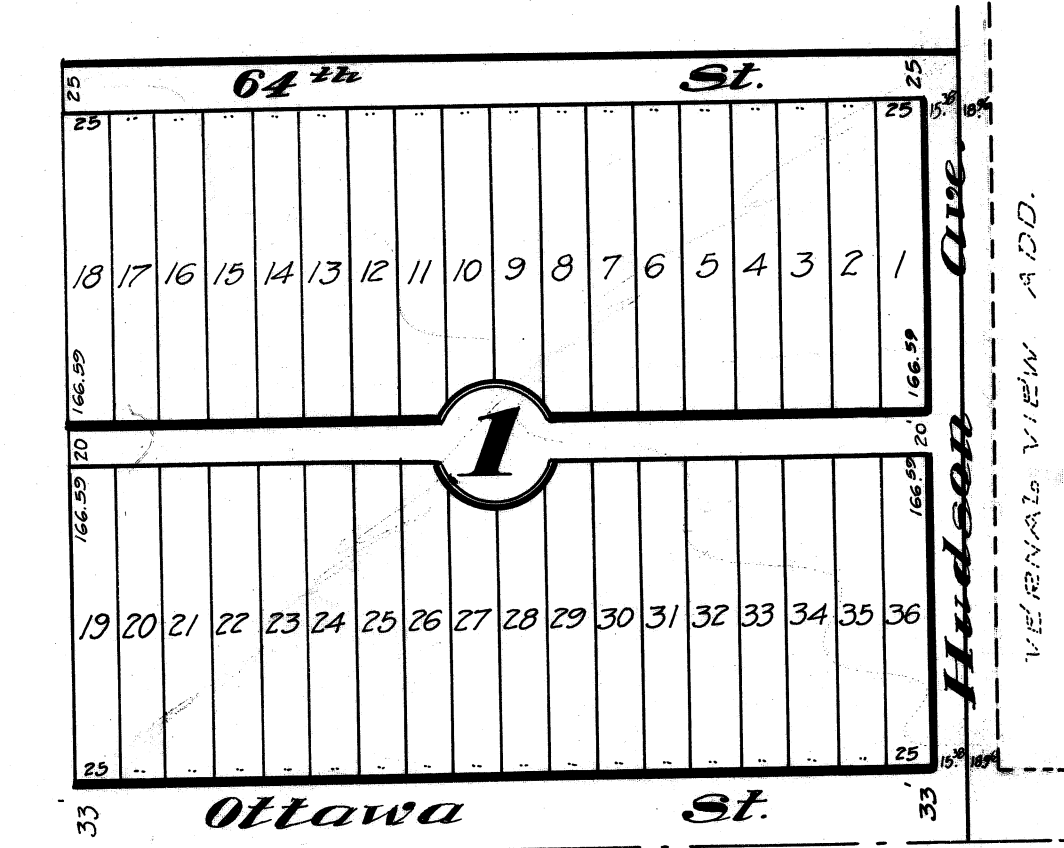 25 64th St. 25
25 " " " " " " " " " " " " " " " " 25 15.38 18.96
18 17 16 15 14 13 12 11 10 9 8 7 6 5 4 3 2 1
166.59 166.59
20' 1 20'
166.59 166.59
19 20 21 22 23 24 25 26 27 28 29 30 31 32 33 34 35 36
25 " " " " " " " " " " " " " " " " 25 15.38
33' Ottawa St. 33'
Hudson Ave.
VERNAL VIEW ADD.